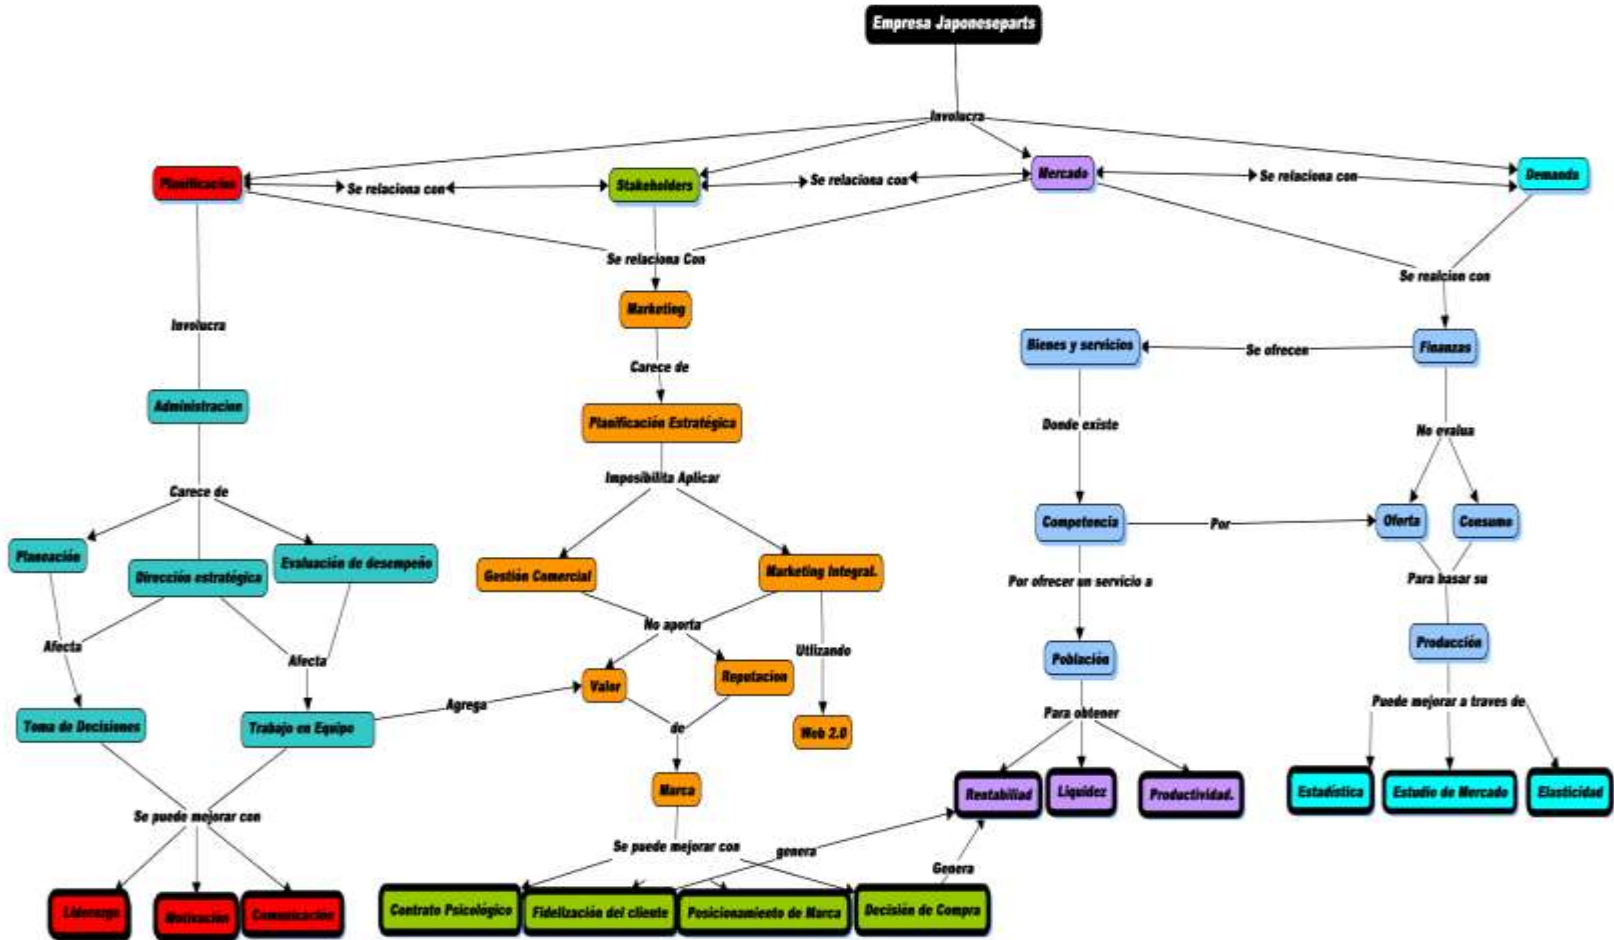 Empresa Japoneseparts
Involucra
Planificacion
Se relaciona con
Stakeholders
Se relaciona con
Mercado
Se relaciona con
Demanda
Se relaciona Con
Se realcion con
Marketing
Involucra
Bienes y servicios
Se ofrecen
Finanzas
Carece de
Administracion
Planificación Estratégica
Donde existe
No evalua
Imposibilita Aplicar
Carece de
Competencia
Por
Oferta
Consumo
Planeación
Dirección estratégica
Evaluación de desempeño
Gestión Comercial
Marketing Integral.
Por ofrecer un servicio a
Para basar su
No aporta
Afecta
Afecta
Utlizando
Población
Producción
Valor
Reputacion
Agrega
Puede mejorar a traves de
Para obtener
Toma de Decisiones
Trabajo en Equipo
de
Web 2.0
Marca
Rentabiliad
Liquidez
Productividad.
Estadística
Estudio de Mercado
Elasticidad
Se puede mejorar con
Se puede mejorar con
genera
Genera
Liderazgo
Motivación
Comunicación
Contrato Psicológico
Fidelización del cliente
Posicionamiento de Marca
Decisión de Compra